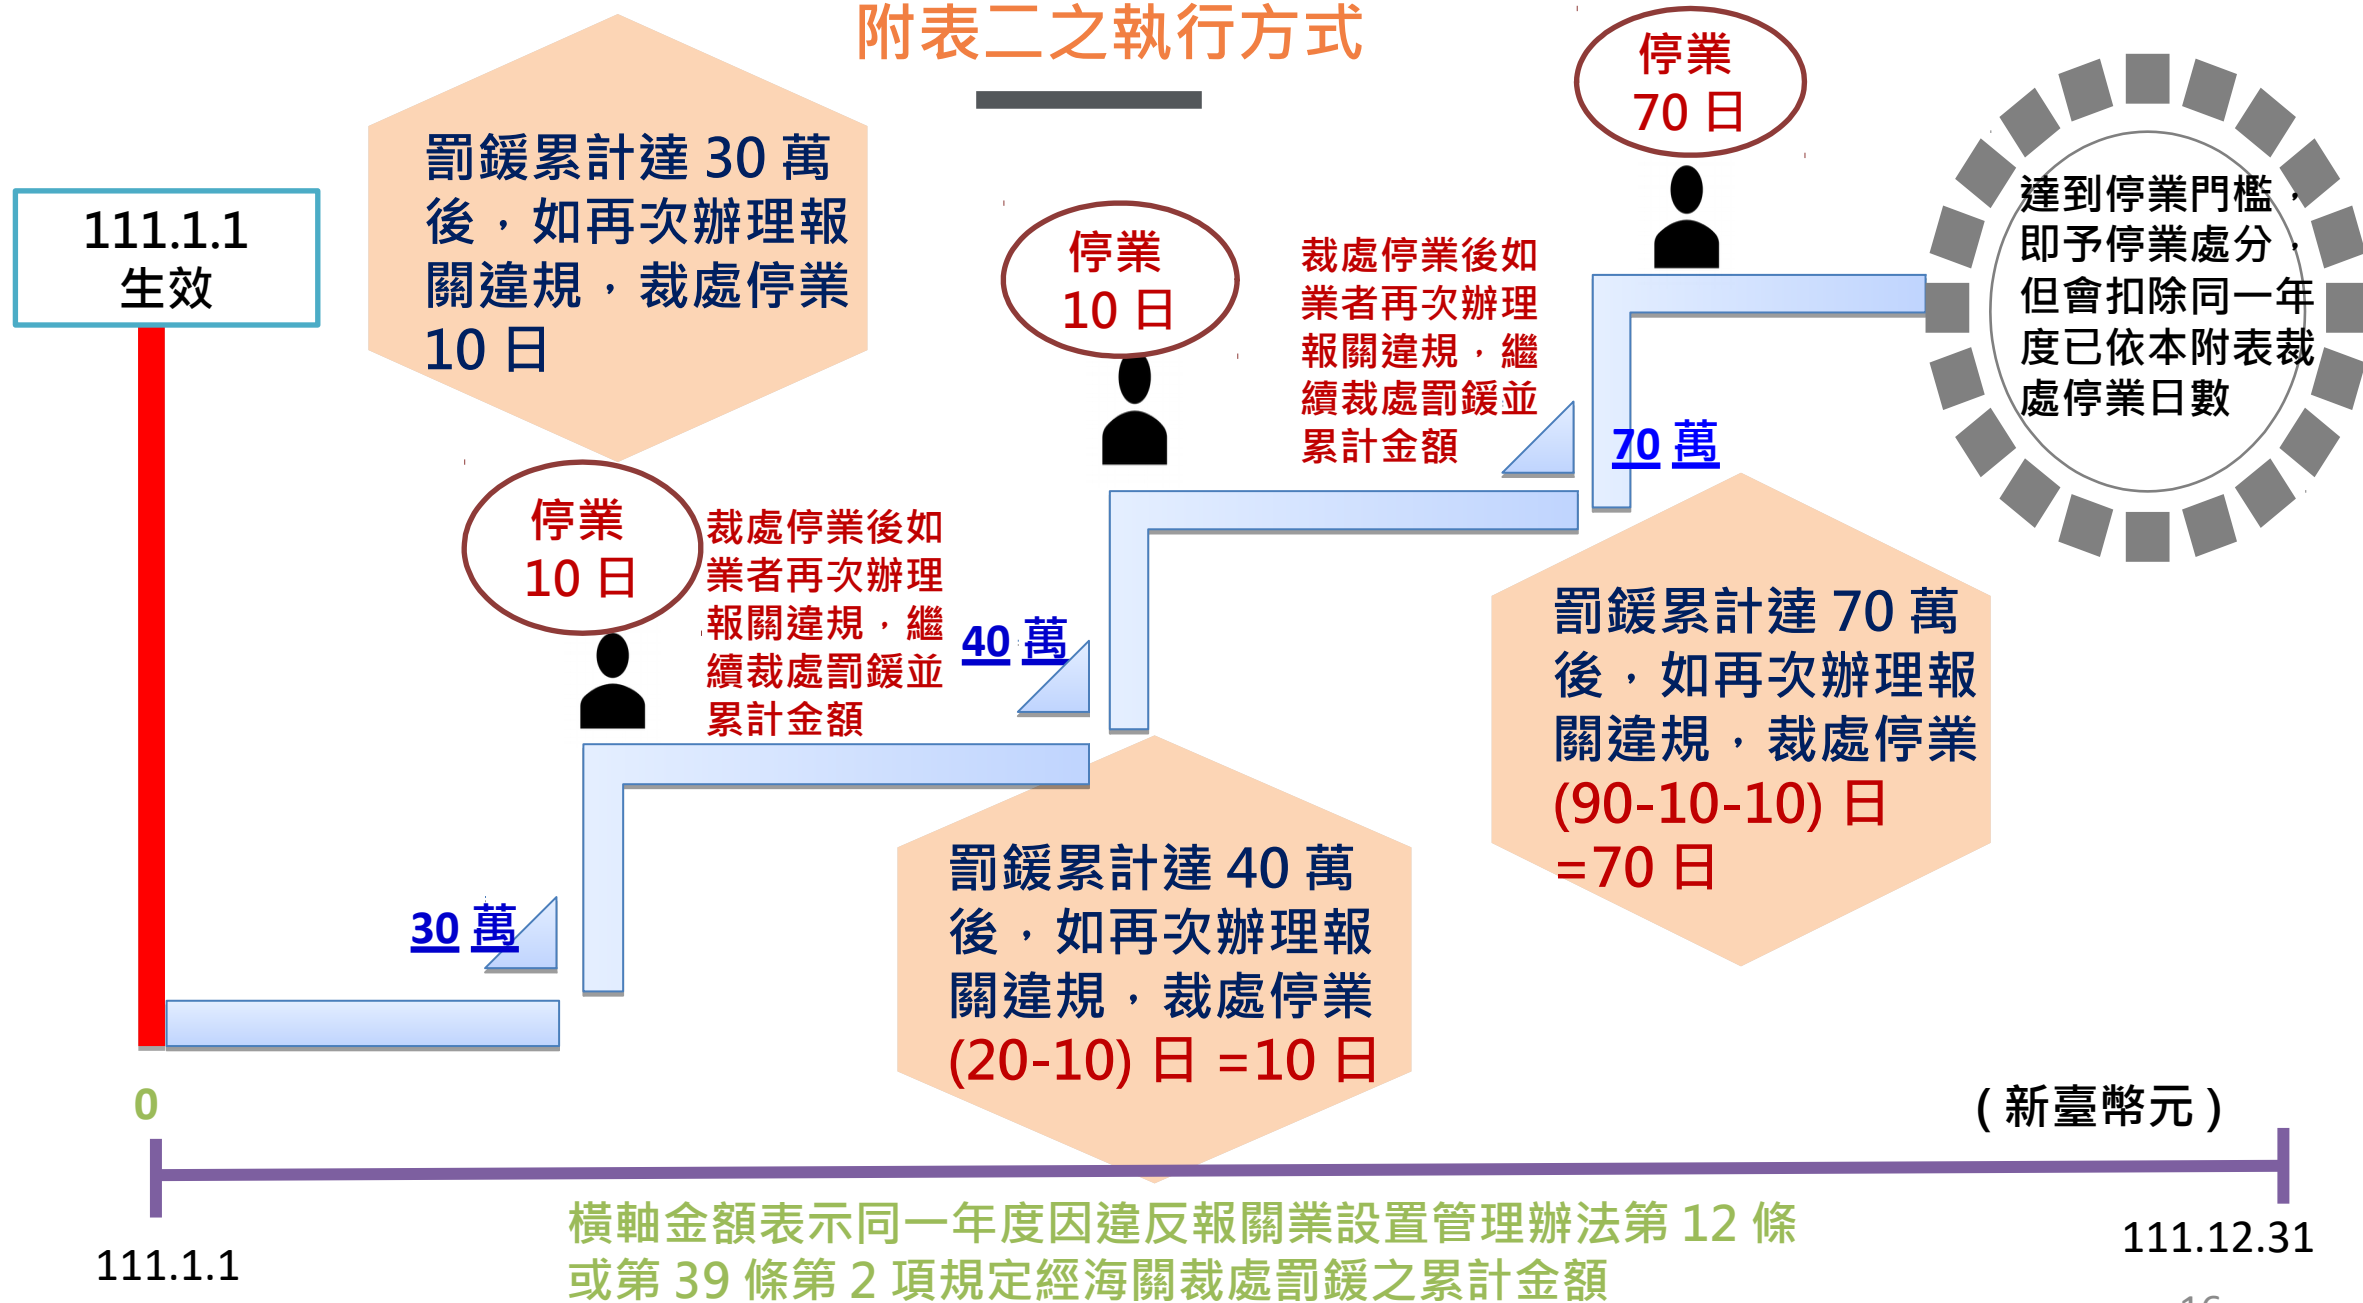 附表二之執行方式
111.1.1
生效
罰鍰累計達 30 萬
後，如再次辦理報
關違規，裁處停業
10 日
停業
10 日
裁處停業後如
業者再次辦理
報關違規，繼
續裁處罰鍰並
累計金額
30 萬
停業
10 日
裁處停業後如
業者再次辦理
報關違規，繼
續裁處罰鍰並
累計金額
40 萬
罰鍰累計達 40 萬
後，如再次辦理報
關違規，裁處停業
(20-10) 日 =10 日
停業
70 日
70 萬
罰鍰累計達 70 萬
後，如再次辦理報
關違規，裁處停業
(90-10-10) 日
=70 日
達到停業門檻，
即予停業處分，
但會扣除同一年
度已依本附表裁
處停業日數
0
( 新臺幣元 )
111.1.1
111.12.31
橫軸金額表示同一年度因違反報關業設置管理辦法第 12 條
或第 39 條第 2 項規定經海關裁處罰鍰之累計金額